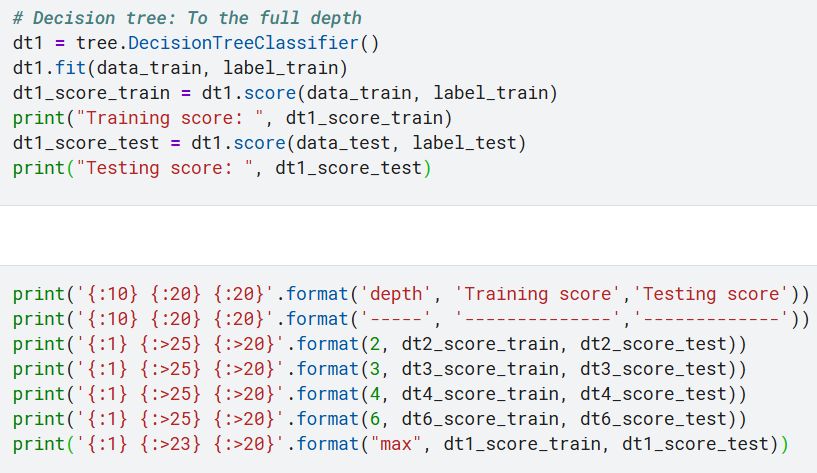 # Decision tree: To the full depth
dt1 = tree.DecisionTreeClassifier()
dt1.fit(data_train, label_train)
dt1_score_train = dt1.score(data_train, label_train)
print("Training score: ", dt1_score_train)
dt1_score_test = dt1.score(data_test, label_test)
print("Testing score: ", dt1_score_test)
print('{:10} {:20} {:20}'.format('depth', 'Training score','Testing score'))
print('{:10} {:20} {:20}'.format('-----', '--------------','-------------'))
print('{:1} {:>25} {:>20}'.format(2, dt2_score_train, dt2_score_test))
print('{:1} {:>25} {:>20}'.format(3, dt3_score_train, dt3_score_test))
print('{:1} {:>25} {:>20}'.format(4, dt4_score_train, dt4_score_test))
print('{:1} {:>25} {:>20}'.format(6, dt6_score_train, dt6_score_test))
print('{:1} {:>23} {:>20}'.format("max", dt1_score_train, dt1_score_test))